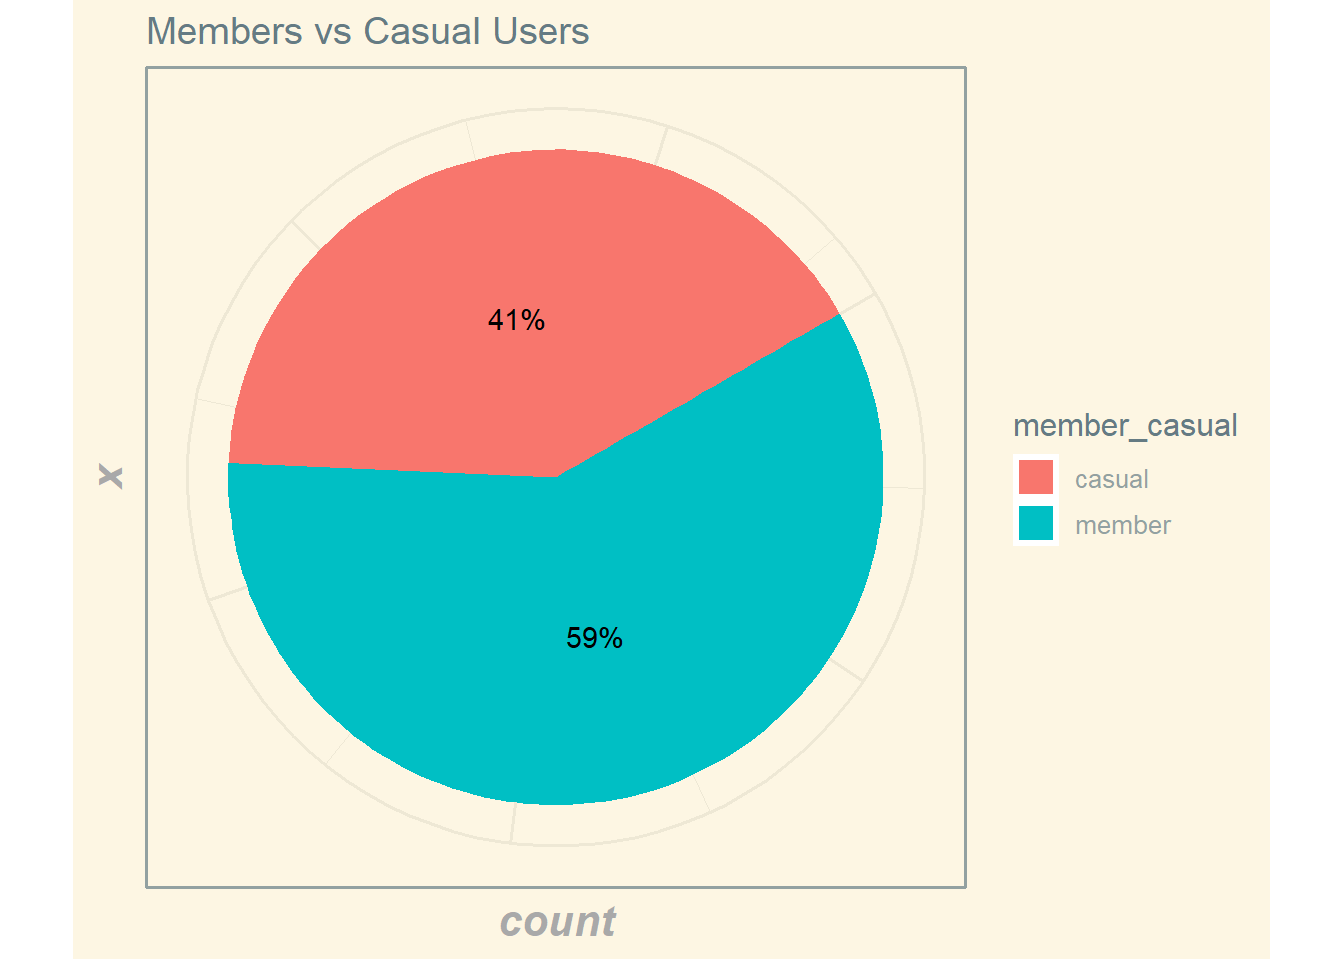 Members vs Casual Users
41%
59%
x
count
member_casual
casual
member